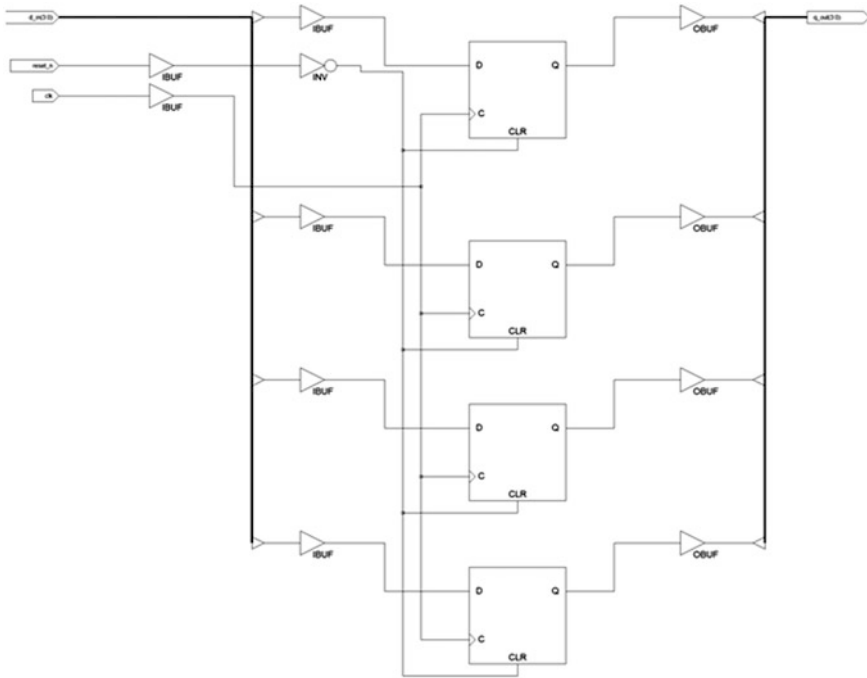 d_in(3:0)
IBUF
OBUF
q_out(3:0)
reset_n
IBUF
INV
D
Q
clk
IBUF
C
CLR
IBUF
OBUF
D
Q
C
CLR
IBUF
OBUF
D
Q
C
CLR
IBUF
OBUF
D
Q
C
CLR